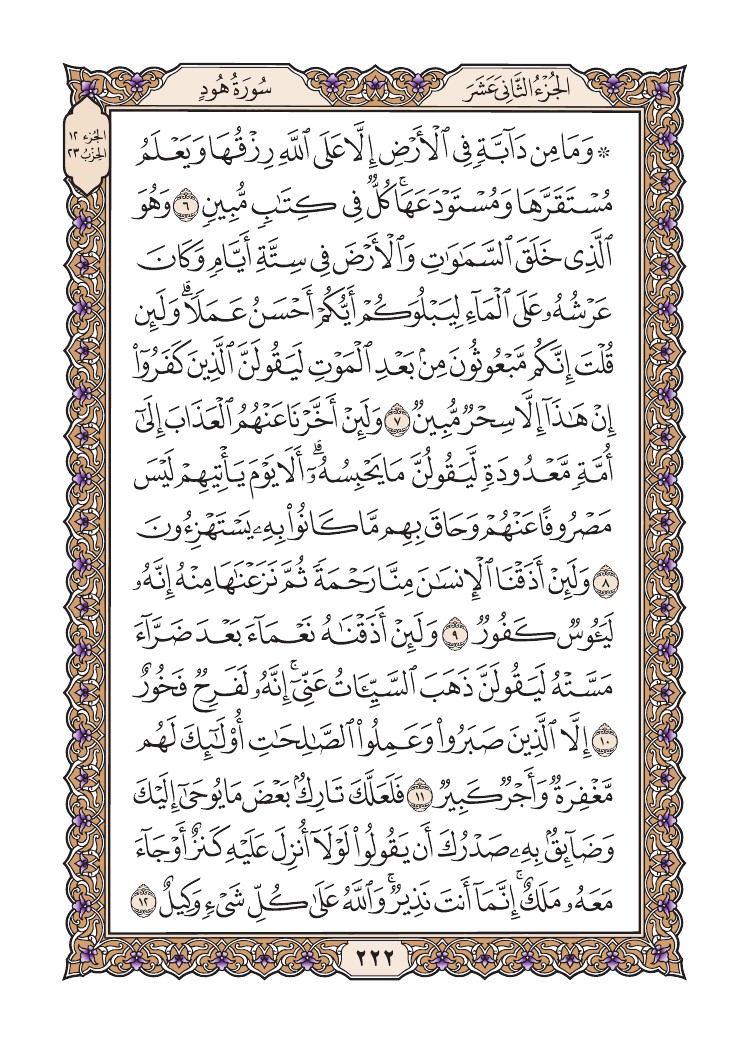 الجُزْءُ الثَّانِيَ عَشَرَ
سُورَةُ هُودٍ
الجزء ١٢
الحزب ٢٣
* وَمَا مِن دَآبَّةٖ فِي ٱلۡأَرۡضِ إِلَّا عَلَى ٱللَّهِ رِزۡقُهَا وَيَعۡلَمُ
مُسۡتَقَرَّهَا وَمُسۡتَوۡدَعَهَاۚ كُلّٞ فِي كِتَٰبٖ مُّبِينٖ ٦ وَهُوَ
ٱلَّذِي خَلَقَ ٱلسَّمَٰوَٰتِ وَٱلۡأَرۡضَ فِي سِتَّةِ أَيَّامٖ وَكَانَ
عَرۡشُهُۥ عَلَى ٱلۡمَآءِ لِيَبۡلُوَكُمۡ أَيُّكُمۡ أَحۡسَنُ عَمَلٗاۗ وَلَئِن
قُلۡتَ إِنَّكُم مَّبۡعُوثُونَ مِنۢ بَعۡدِ ٱلۡمَوۡتِ لَيَقُولَنَّ ٱلَّذِينَ كَفَرُوٓاْ
إِنۡ هَٰذَآ إِلَّا سِحۡرٞ مُّبِينٞ ٧ وَلَئِنۡ أَخَّرۡنَا عَنۡهُمُ ٱلۡعَذَابَ إِلَىٰٓ
أُمَّةٖ مَّعۡدُودَةٖ لَّيَقُولُنَّ مَا يَحۡبِسُهُۥٓۗ أَلَا يَوۡمَ يَأۡتِيهِمۡ لَيۡسَ
مَصۡرُوفًا عَنۡهُمۡ وَحَاقَ بِهِم مَّا كَانُواْ بِهِۦ يَسۡتَهۡزِءُونَ
٨ وَلَئِنۡ أَذَقۡنَا ٱلۡإِنسَٰنَ مِنَّا رَحۡمَةٗ ثُمَّ نَزَعۡنَٰهَا مِنۡهُ إِنَّهُۥ
لَيَـُٔوسٞ كَفُورٞ ٩ وَلَئِنۡ أَذَقۡنَٰهُ نَعۡمَآءَ بَعۡدَ ضَرَّآءَ
مَسَّتۡهُ لَيَقُولَنَّ ذَهَبَ ٱلسَّيِّـَٔاتُ عَنِّيٓۚ إِنَّهُۥ لَفَرِحٞ فَخُورٌ
١٠ إِلَّا ٱلَّذِينَ صَبَرُواْ وَعَمِلُواْ ٱلصَّٰلِحَٰتِ أُوْلَٰٓئِكَ لَهُم
مَّغۡفِرَةٞ وَأَجۡرٞ كَبِيرٞ ١١ فَلَعَلَّكَ تَارِكُۢ بَعۡضَ مَا يُوحَىٰٓ إِلَيۡكَ
وَضَآئِقُۢ بِهِۦ صَدۡرُكَ أَن يَقُولُواْ لَوۡلَآ أُنزِلَ عَلَيۡهِ كَنزٌ أَوۡ جَآءَ
مَعَهُۥ مَلَكٌۚ إِنَّمَآ أَنتَ نَذِيرٞۚ وَٱللَّهُ عَلَىٰ كُلِّ شَيۡءٖ وَكِيلٌ ١٢
٢٢٢